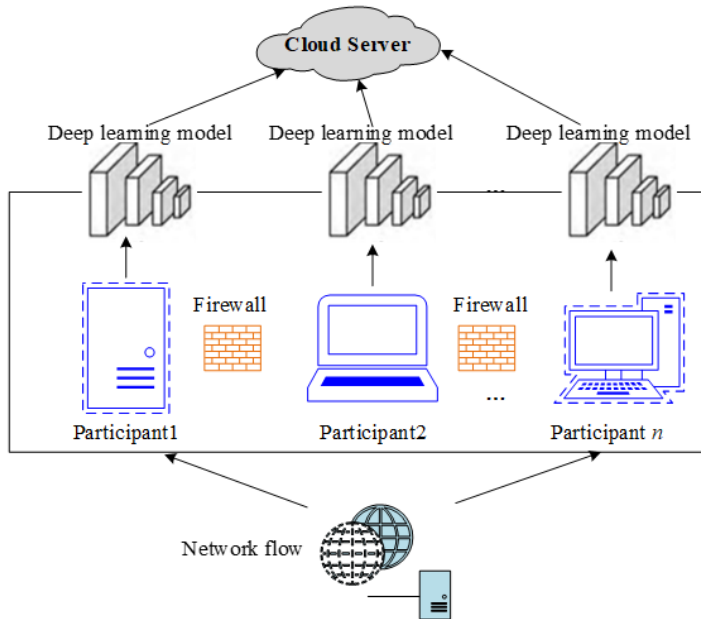 Cloud Server
Deep learning model
Deep learning model
Deep learning model
...
Firewall
Firewall
...
Participant1
Participant2
Participant n
Network flow